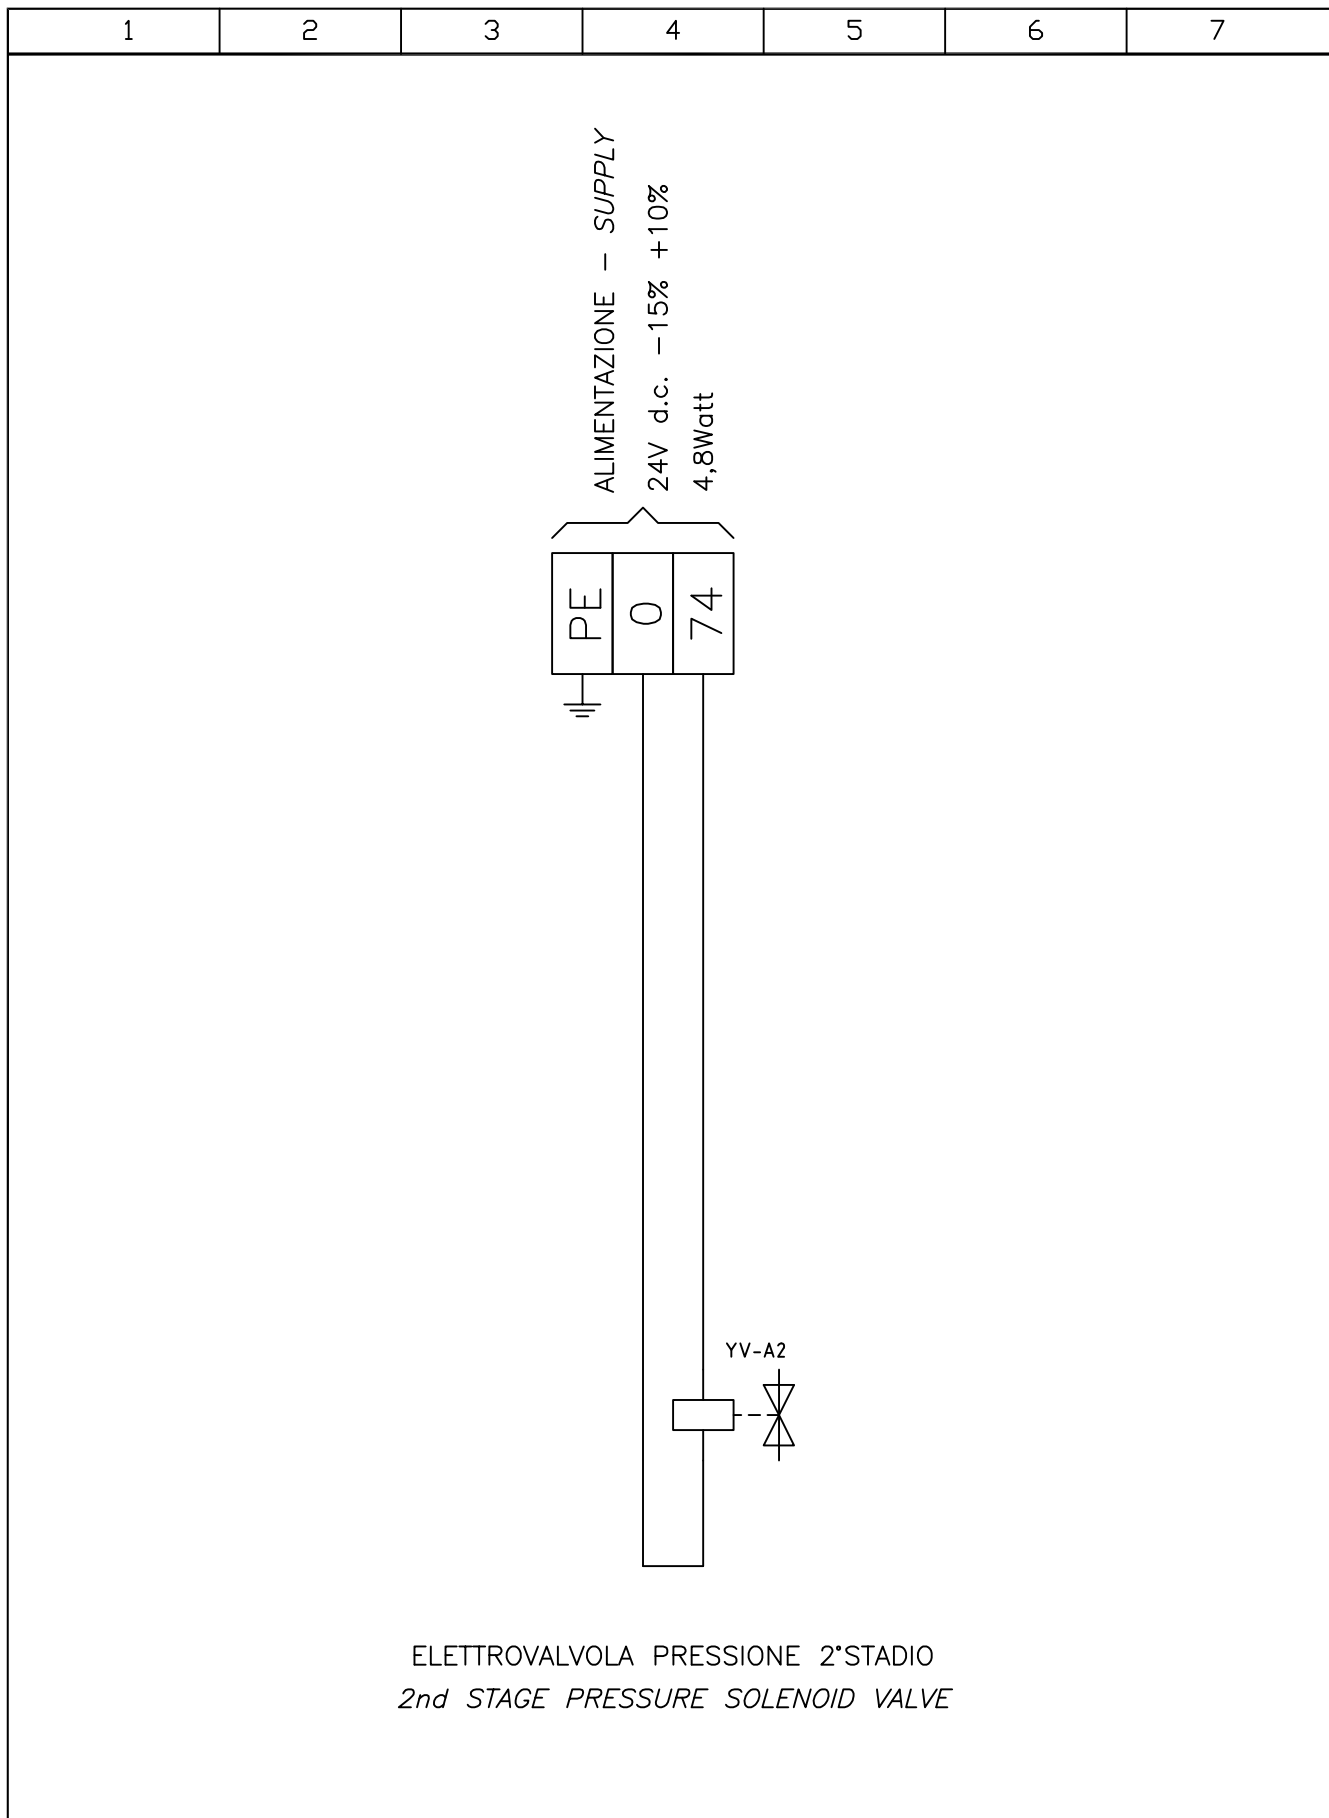 1 2 3 4 5 6 7
ALIMENTAZIONE - SUPPLY
24V d.c. -15% +10%
4,8Watt
PE
0
74
YV-A2
ELETTROVALVOLA PRESSIONE 2°STADIO
2nd STAGE PRESSURE SOLENOID VALVE